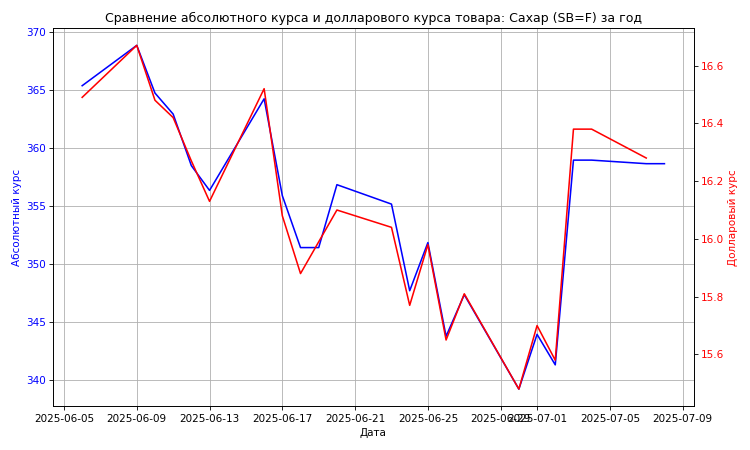 Сравнение абсолютного курса и долларового курса товара: Сахар (SB=F) за год
370
365
360
355
350
345
340
Абсолютный курс
16.6
16.4
16.2
16.0
15.8
15.6
Долларовый курс
2025-06-05 2025-06-09 2025-06-13 2025-06-17 2025-06-21 2025-06-25 2025-06-29 2025-07-01 2025-07-05 2025-07-09
Дата